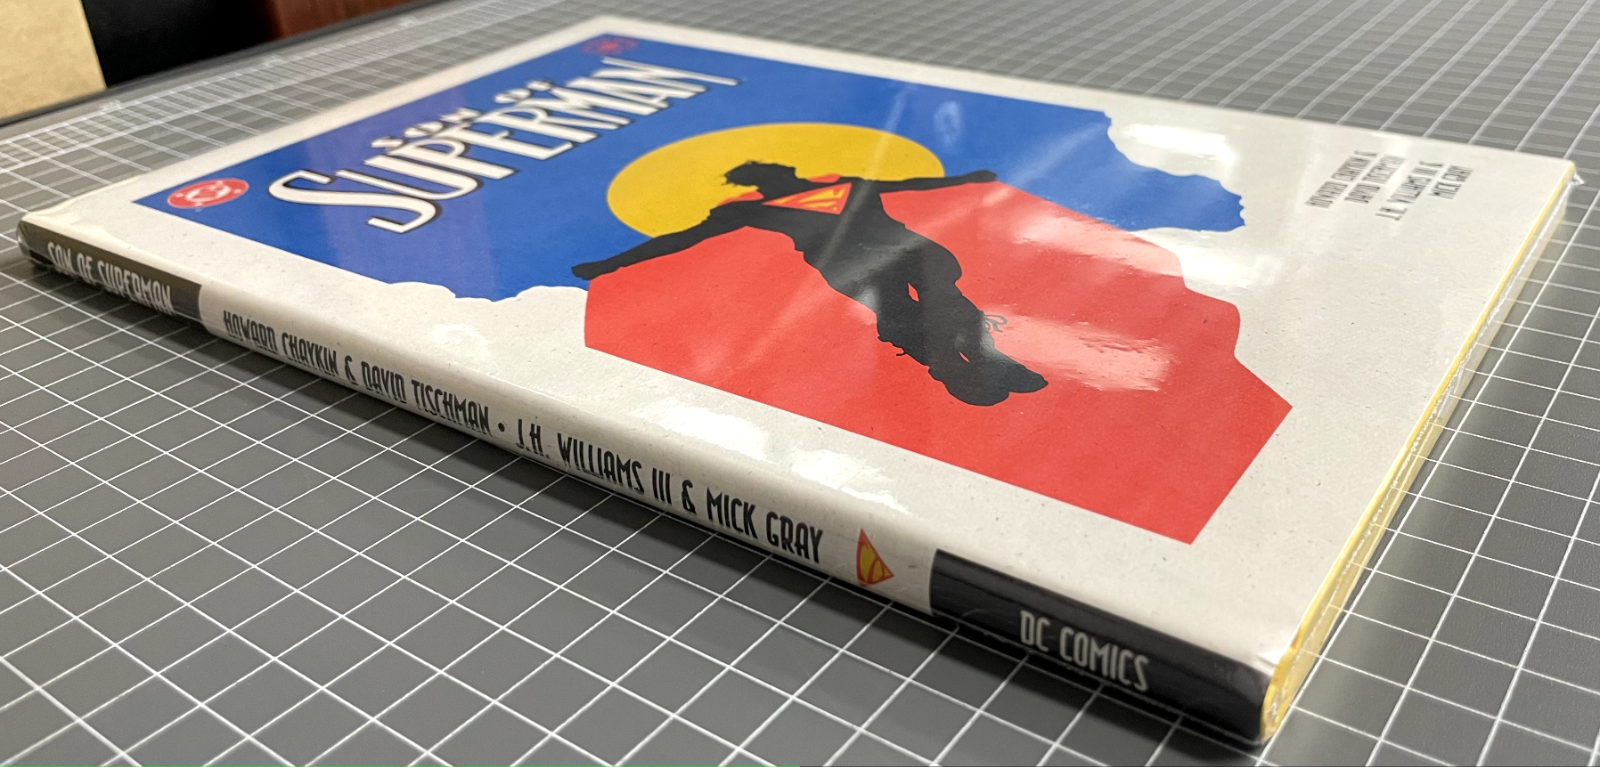 SON OF
SUPERMAN
SON OF SUPERMAN
HOWARD CHAYKIN & DAVID TISCHMAN • J.H. WILLIAMS III & MICK GRAY
DC COMICS